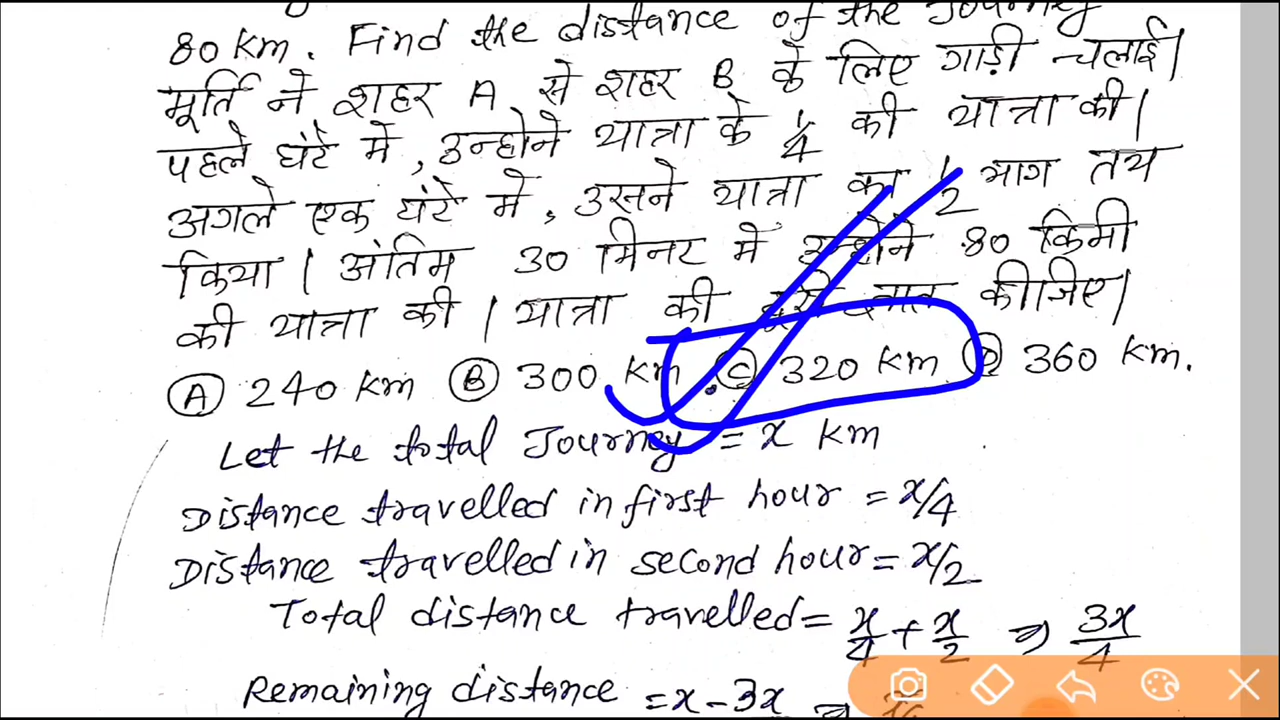 80 Km. Find the distance of the Journey
मूर्ति ने शहर A से शहर B के लिए गाड़ी चलाई।
पहले घंटे में, उन्होने यात्रा के 1/4 की यात्रा की।
अगले एक घंटे में, उसने यात्रा का 1/2 भाग तय
किया। अंतिम 30 मिनट में उन्होने 80 किमी
की यात्रा की। यात्रा की दूरी ज्ञात कीजिए।
(A) 240 Km (B) 300 Km (C) 320 Km (D) 360 Km.
Let the total Journey = x Km
Distance travelled in first hour = x/4
Distance travelled in second hour = x/2
Total distance travelled = x/4 + x/2 ⇒ 3x/4
Remaining distance = x - 3x